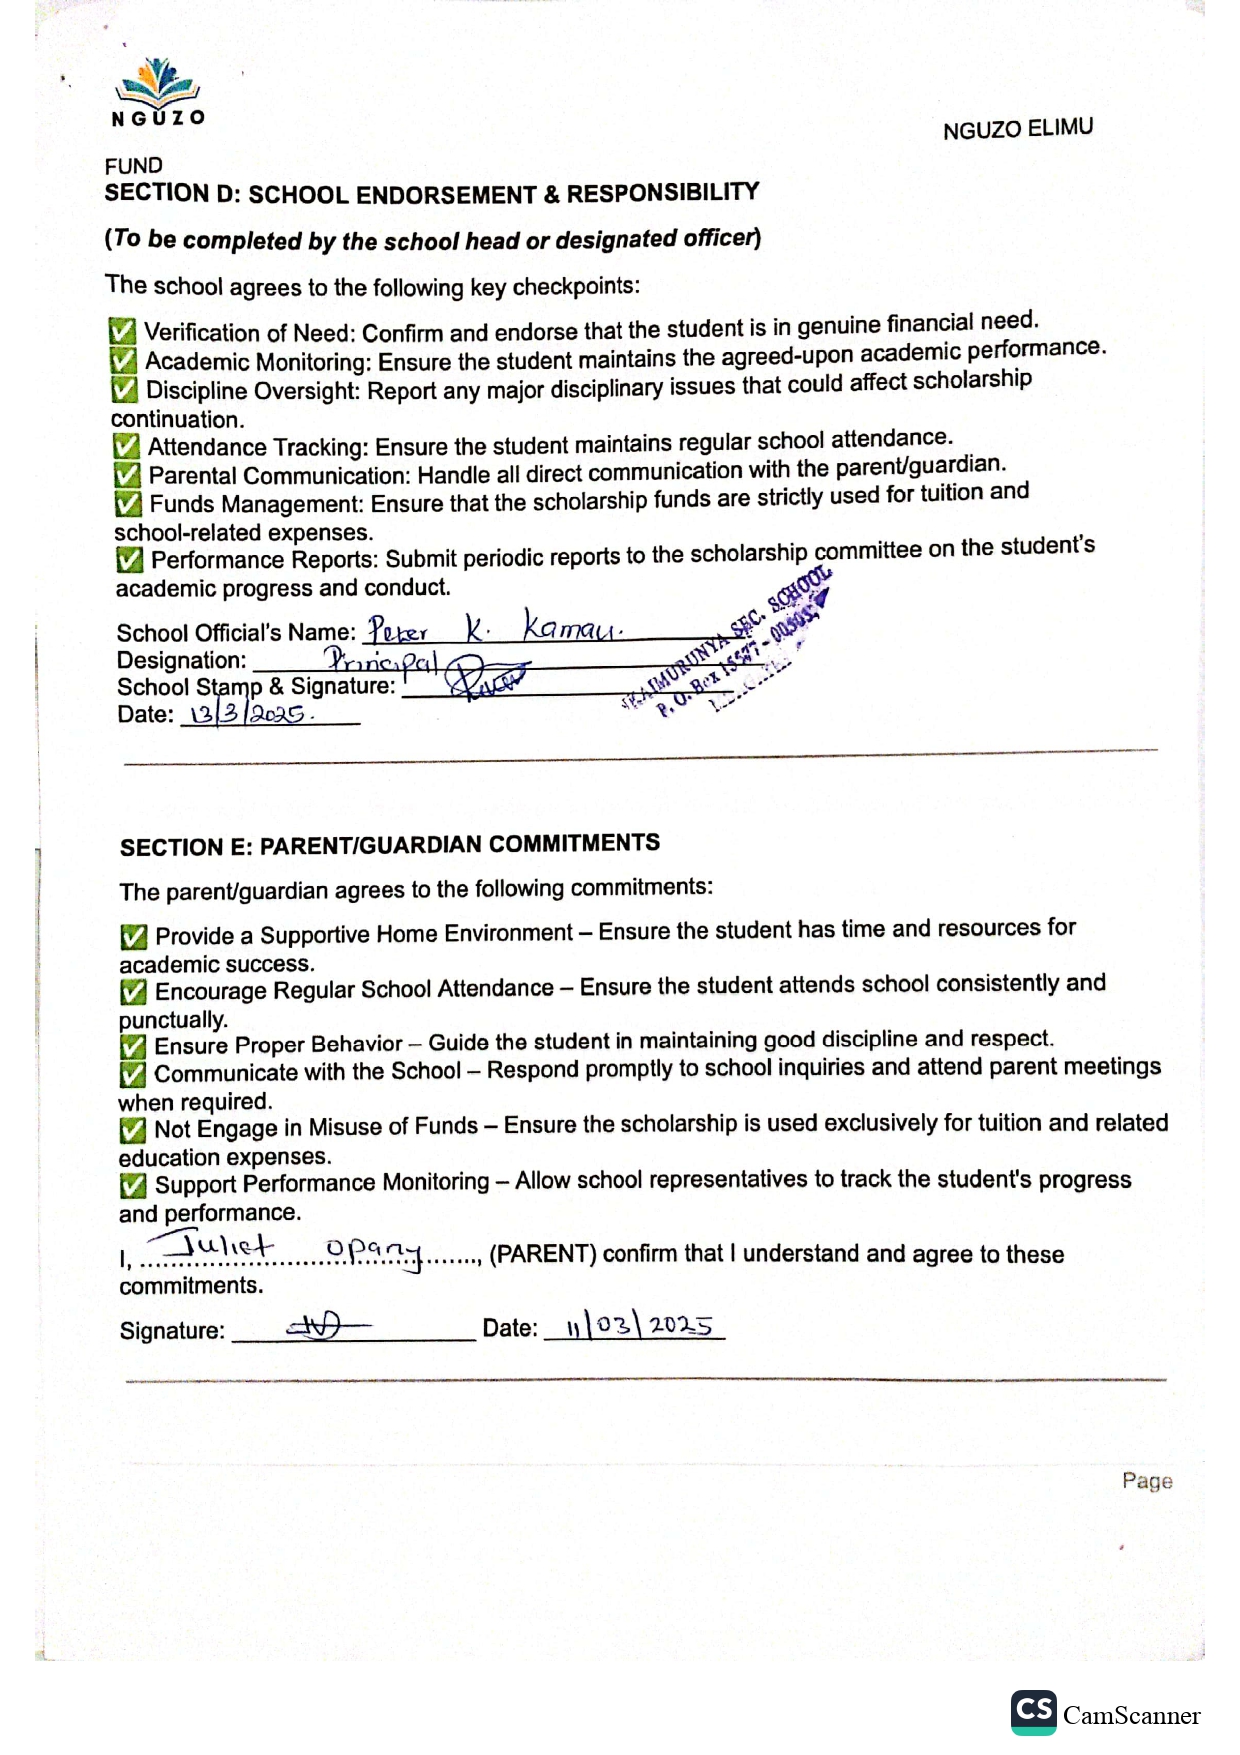 NGUZO
NGUZO ELIMU
FUND
SECTION D: SCHOOL ENDORSEMENT & RESPONSIBILITY
(To be completed by the school head or designated officer)
The school agrees to the following key checkpoints:
✅ Verification of Need: Confirm and endorse that the student is in genuine financial need.
✅ Academic Monitoring: Ensure the student maintains the agreed-upon academic performance.
✅ Discipline Oversight: Report any major disciplinary issues that could affect scholarship
continuation.
✅ Attendance Tracking: Ensure the student maintains regular school attendance.
✅ Parental Communication: Handle all direct communication with the parent/guardian.
✅ Funds Management: Ensure that the scholarship funds are strictly used for tuition and
school-related expenses.
✅ Performance Reports: Submit periodic reports to the scholarship committee on the student's
academic progress and conduct.
School Official's Name: Peter K. Kamau.
Designation: Principal
School Stamp & Signature:
SEC. SCHOOL
P. O. Box
Date: 13/3/2025.
SECTION E: PARENT/GUARDIAN COMMITMENTS
The parent/guardian agrees to the following commitments:
✅ Provide a Supportive Home Environment – Ensure the student has time and resources for
academic success.
✅ Encourage Regular School Attendance – Ensure the student attends school consistently and
punctually.
✅ Ensure Proper Behavior – Guide the student in maintaining good discipline and respect.
✅ Communicate with the School – Respond promptly to school inquiries and attend parent meetings
when required.
✅ Not Engage in Misuse of Funds – Ensure the scholarship is used exclusively for tuition and related
education expenses.
✅ Support Performance Monitoring – Allow school representatives to track the student's progress
and performance.
I, Juliet Opany, (PARENT) confirm that I understand and agree to these
commitments.
Signature: Date: 11/03/2025
Page
CS CamScanner